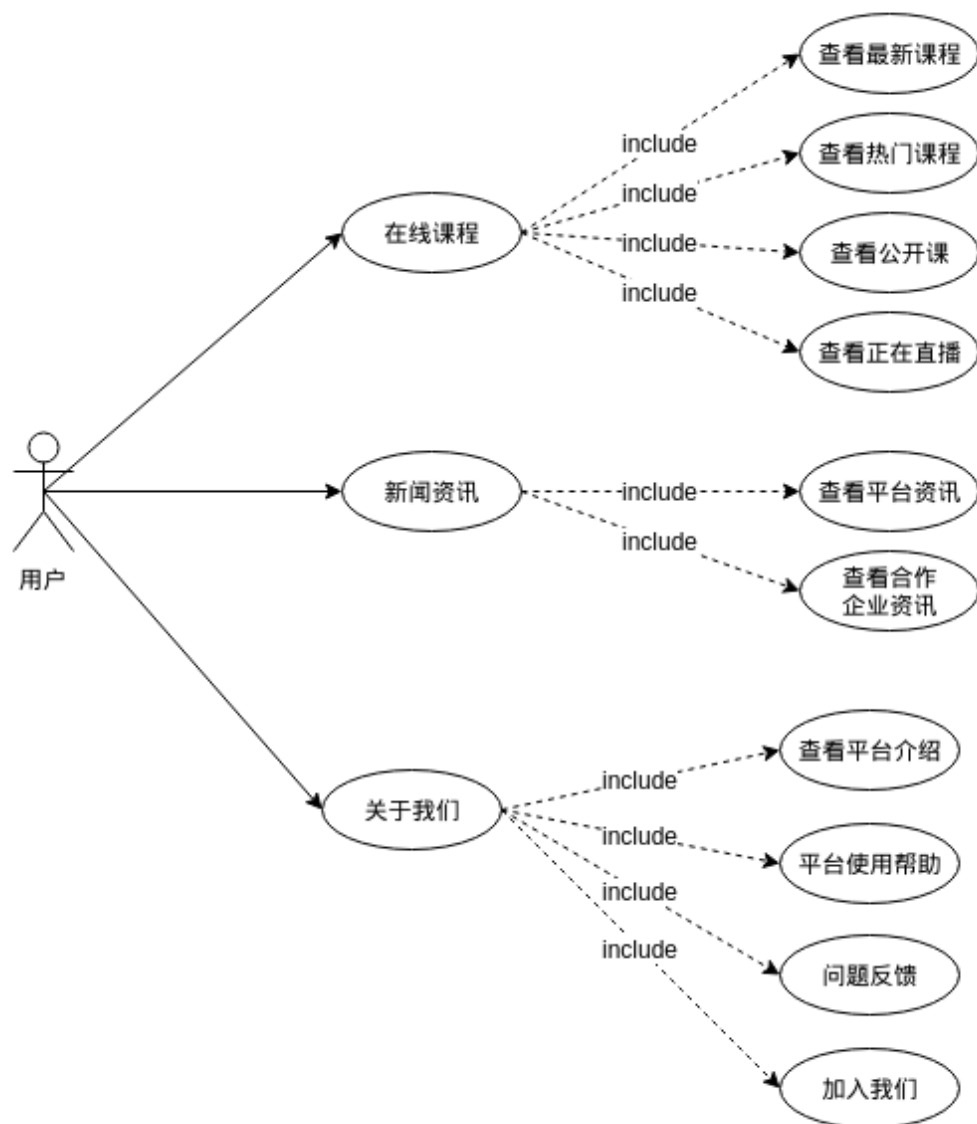 查看最新课程
include
查看热门课程
include
在线课程
include
查看公开课
include
查看正在直播
用户
新闻资讯
include
查看平台资讯
include
查看合作
企业资讯
关于我们
include
查看平台介绍
include
平台使用帮助
include
问题反馈
include
加入我们